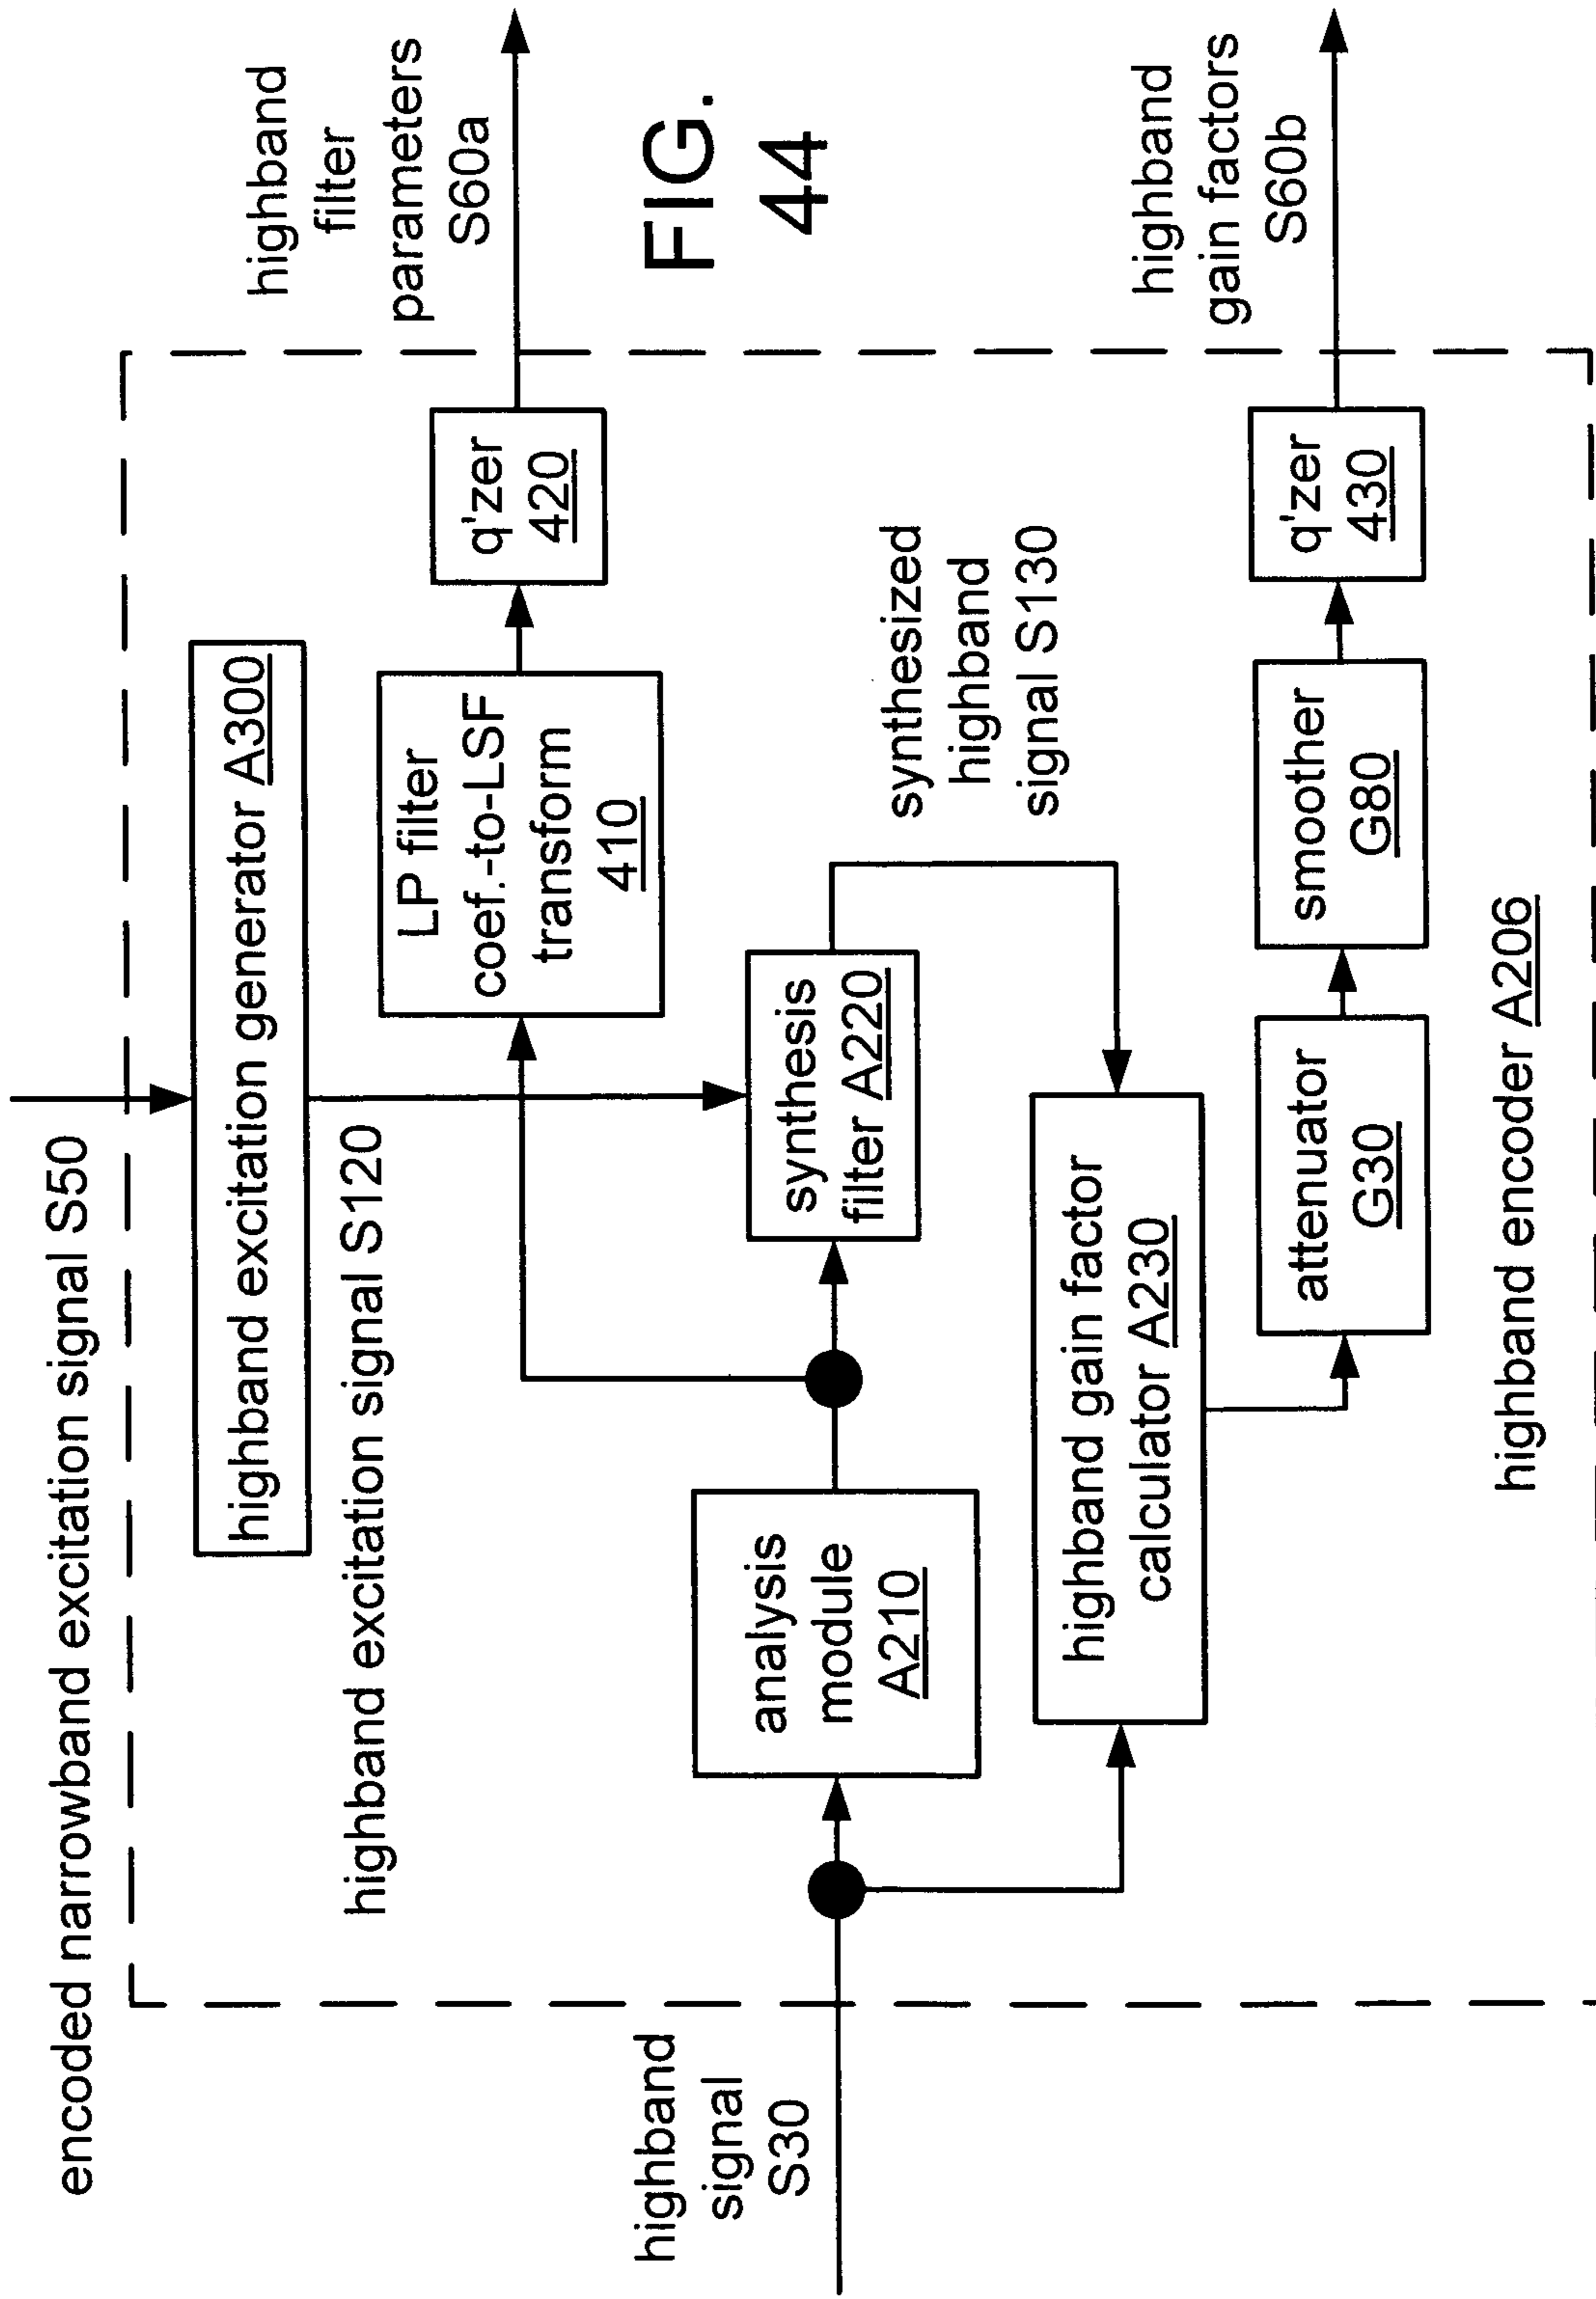 encoded narrowband excitation signal S50
highband excitation generator A300
highband excitation signal S120
highband
filter
parameters
S60a
LP filter
coef.-to-LSF
transform
410
q'zer
420
FIG.
44
highband
signal
S30
analysis
module
A210
synthesis
filter A220
synthesized
highband
signal S130
highband gain factor
calculator A230
attenuator
G30
smoother
G80
q'zer
430
highband
gain factors
S60b
highband encoder A206